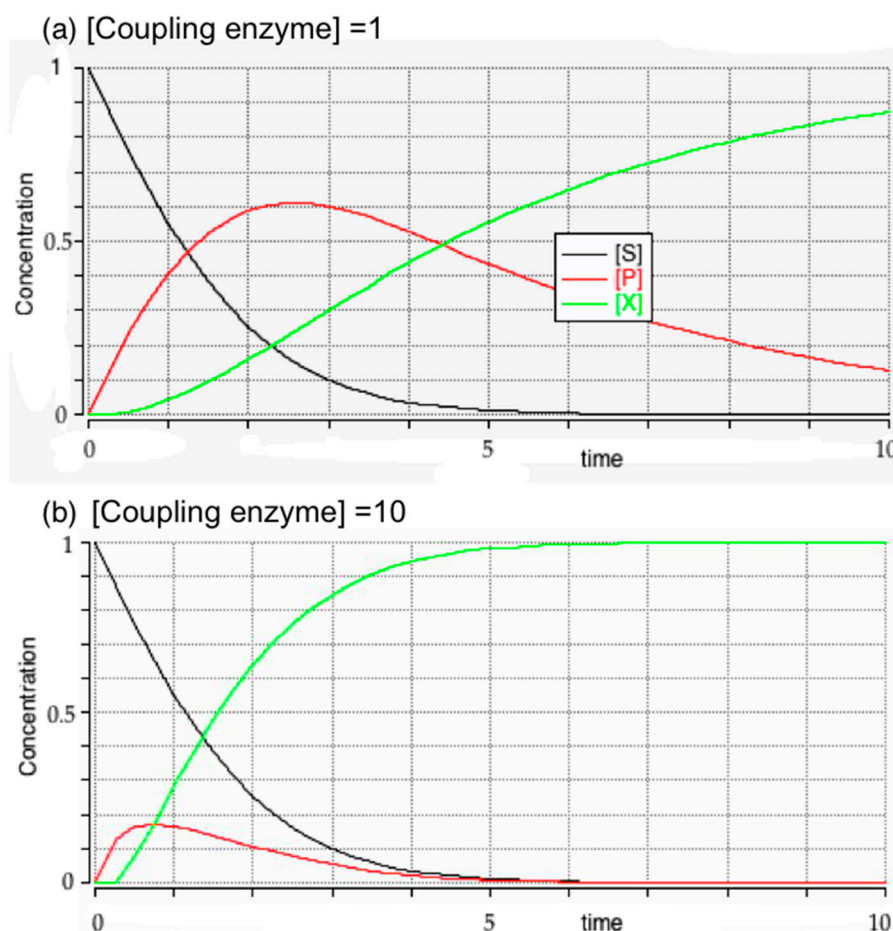 (a) [Coupling enzyme] =1
1
Concentration
0.5
[S]
[P]
[X]
0
0
5
10
time
(b) [Coupling enzyme] =10
1
Concentration
0.5
0
0
5
10
time